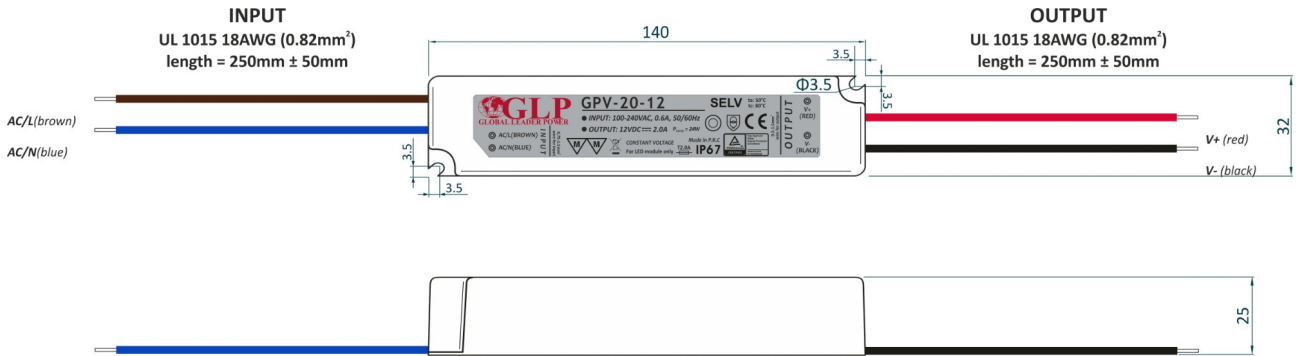 INPUT
UL 1015 18AWG (0.82mm²)
length = 250mm ± 50mm
OUTPUT
UL 1015 18AWG (0.82mm²)
length = 250mm ± 50mm
140
3.5
Φ3.5
3.5
32
AC/L(brown)
AC/N(blue)
GLP
GLOBAL LEADER POWER
GPV-20-12
SELV
● INPUT: 100-240VAC, 0.6A, 50/60Hz
● OUTPUT: 12VDC⎓2.0A
AC/L(BROWN)
AC/N(BLUE)
INPUT
M M
CONSTANT VOLTAGE
For LED module only
Made in P.R.C
IP67
CE
OUTPUT
V+
(RED)
V-
(BLACK)
V+ (red)
V- (black)
3.5
3.5
25